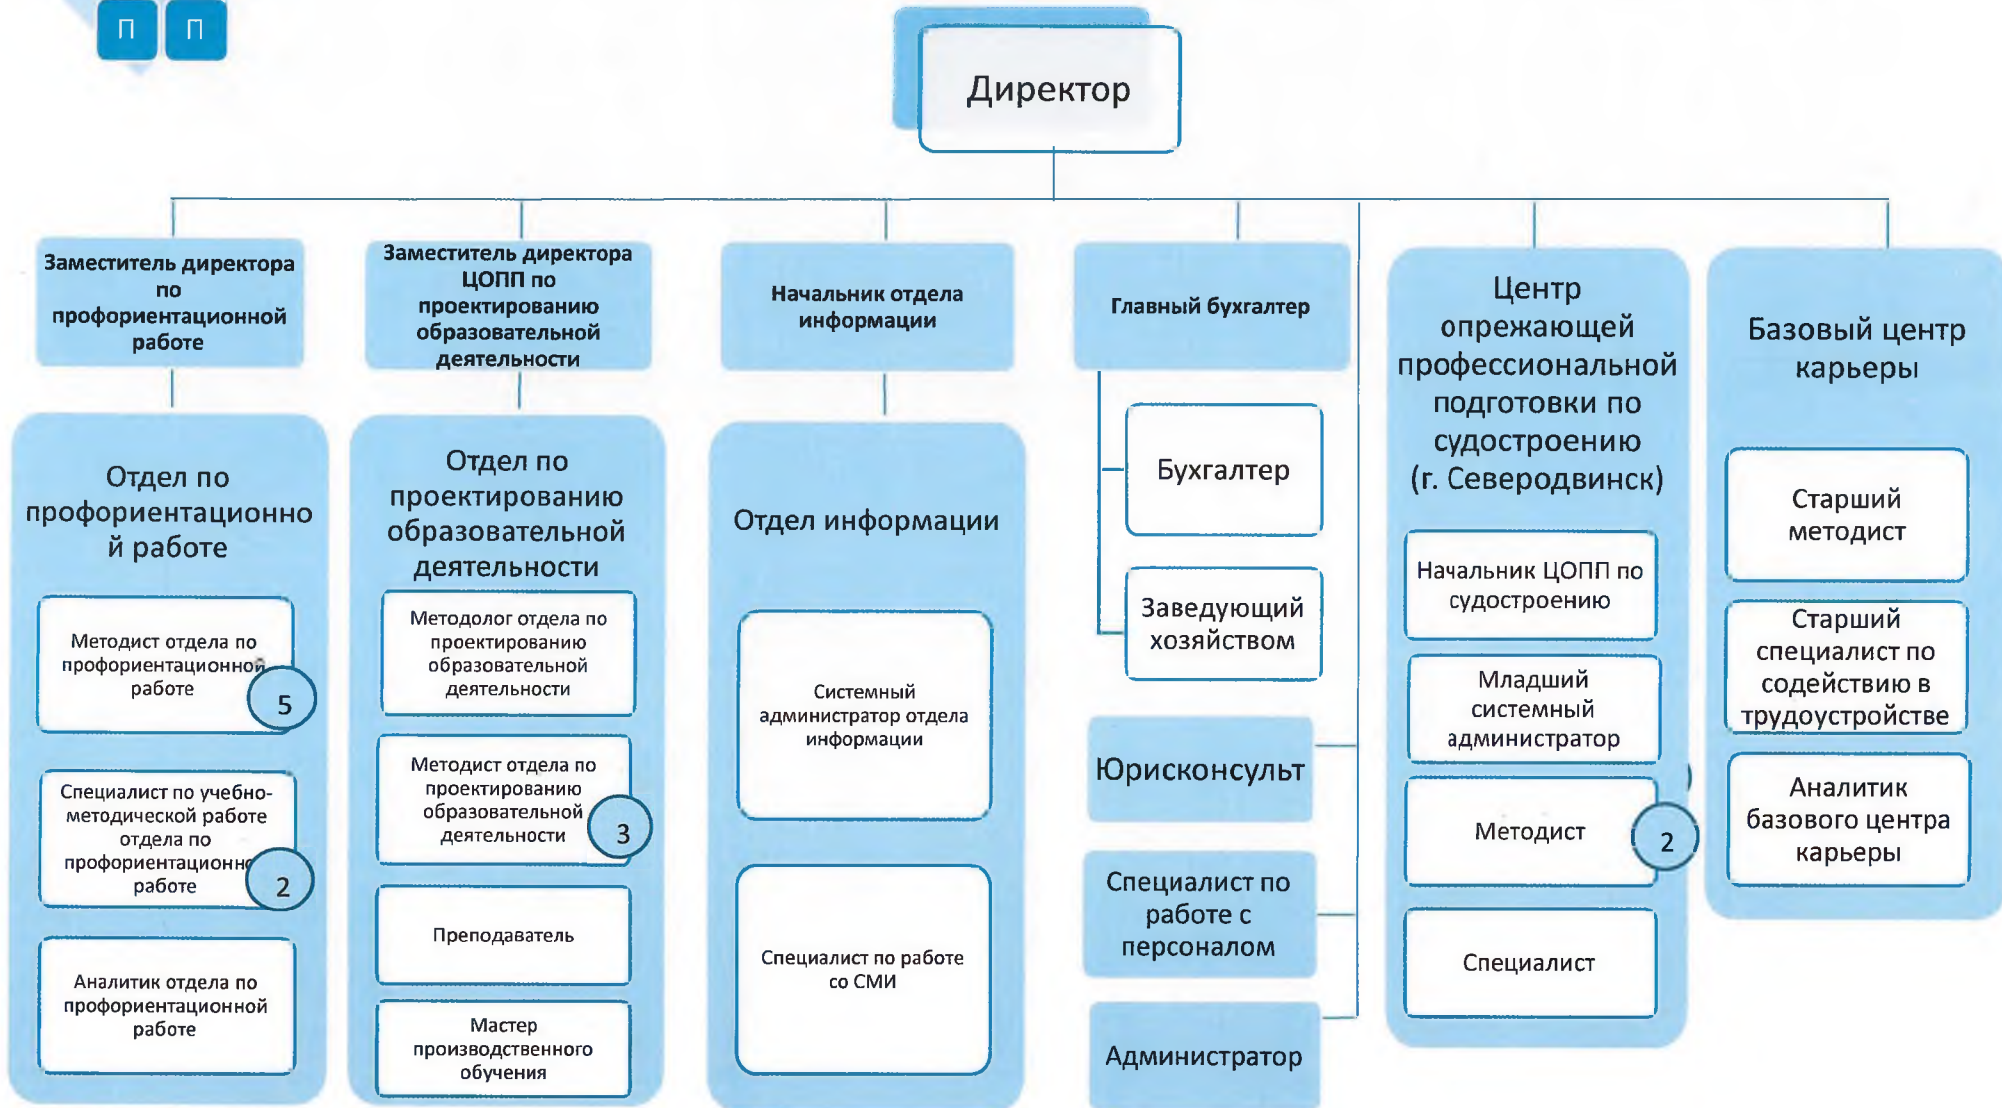 П П
Директор
Заместитель директора
по
профориентационной
работе
Заместитель директора
ЦОПП по
проектированию
образовательной
деятельности
Начальник отдела
информации
Главный бухгалтер
Центр
опрежающей
профессиональной
подготовки по
судостроению
(г. Северодвинск)
Базовый центр
карьеры
Отдел по
профориентационно
й работе
Методист отдела по
профориентационной
работе
5
Специалист по учебно-
методической работе
отдела по
профориентационно
работе
2
Аналитик отдела по
профориентационной
работе
Отдел по
проектированию
образовательной
деятельности
Методолог отдела по
проектированию
образовательной
деятельности
Методист отдела по
проектированию
образовательной
деятельности
3
Преподаватель
Мастер
производственного
обучения
Отдел информации
Системный
администратор отдела
информации
Специалист по работе
со СМИ
Бухгалтер
Заведующий
хозяйством
Юрисконсульт
Специалист по
работе с
персоналом
Администратор
Начальник ЦОПП по
судостроению
Младший
системный
администратор
Методист
2
Специалист
Старший
методист
Старший
специалист по
содействию в
трудоустройстве
Аналитик
базового центра
карьеры